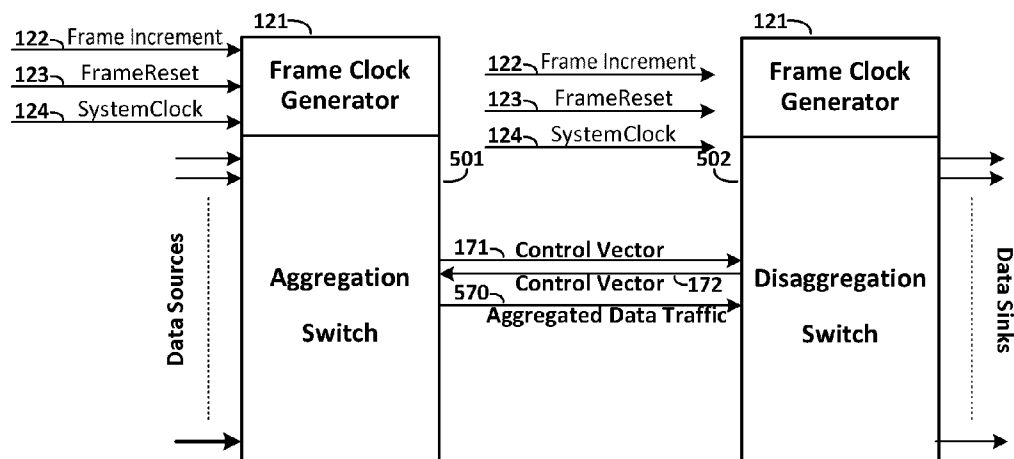 121
122 Frame Increment
123 FrameReset
124 SystemClock
Frame Clock
Generator
501
Data Sources
Aggregation
Switch
122 Frame Increment
123 FrameReset
124 SystemClock
171 Control Vector
Control Vector 172
570
Aggregated Data Traffic
121
Frame Clock
Generator
502
Disaggregation
Switch
Data Sinks